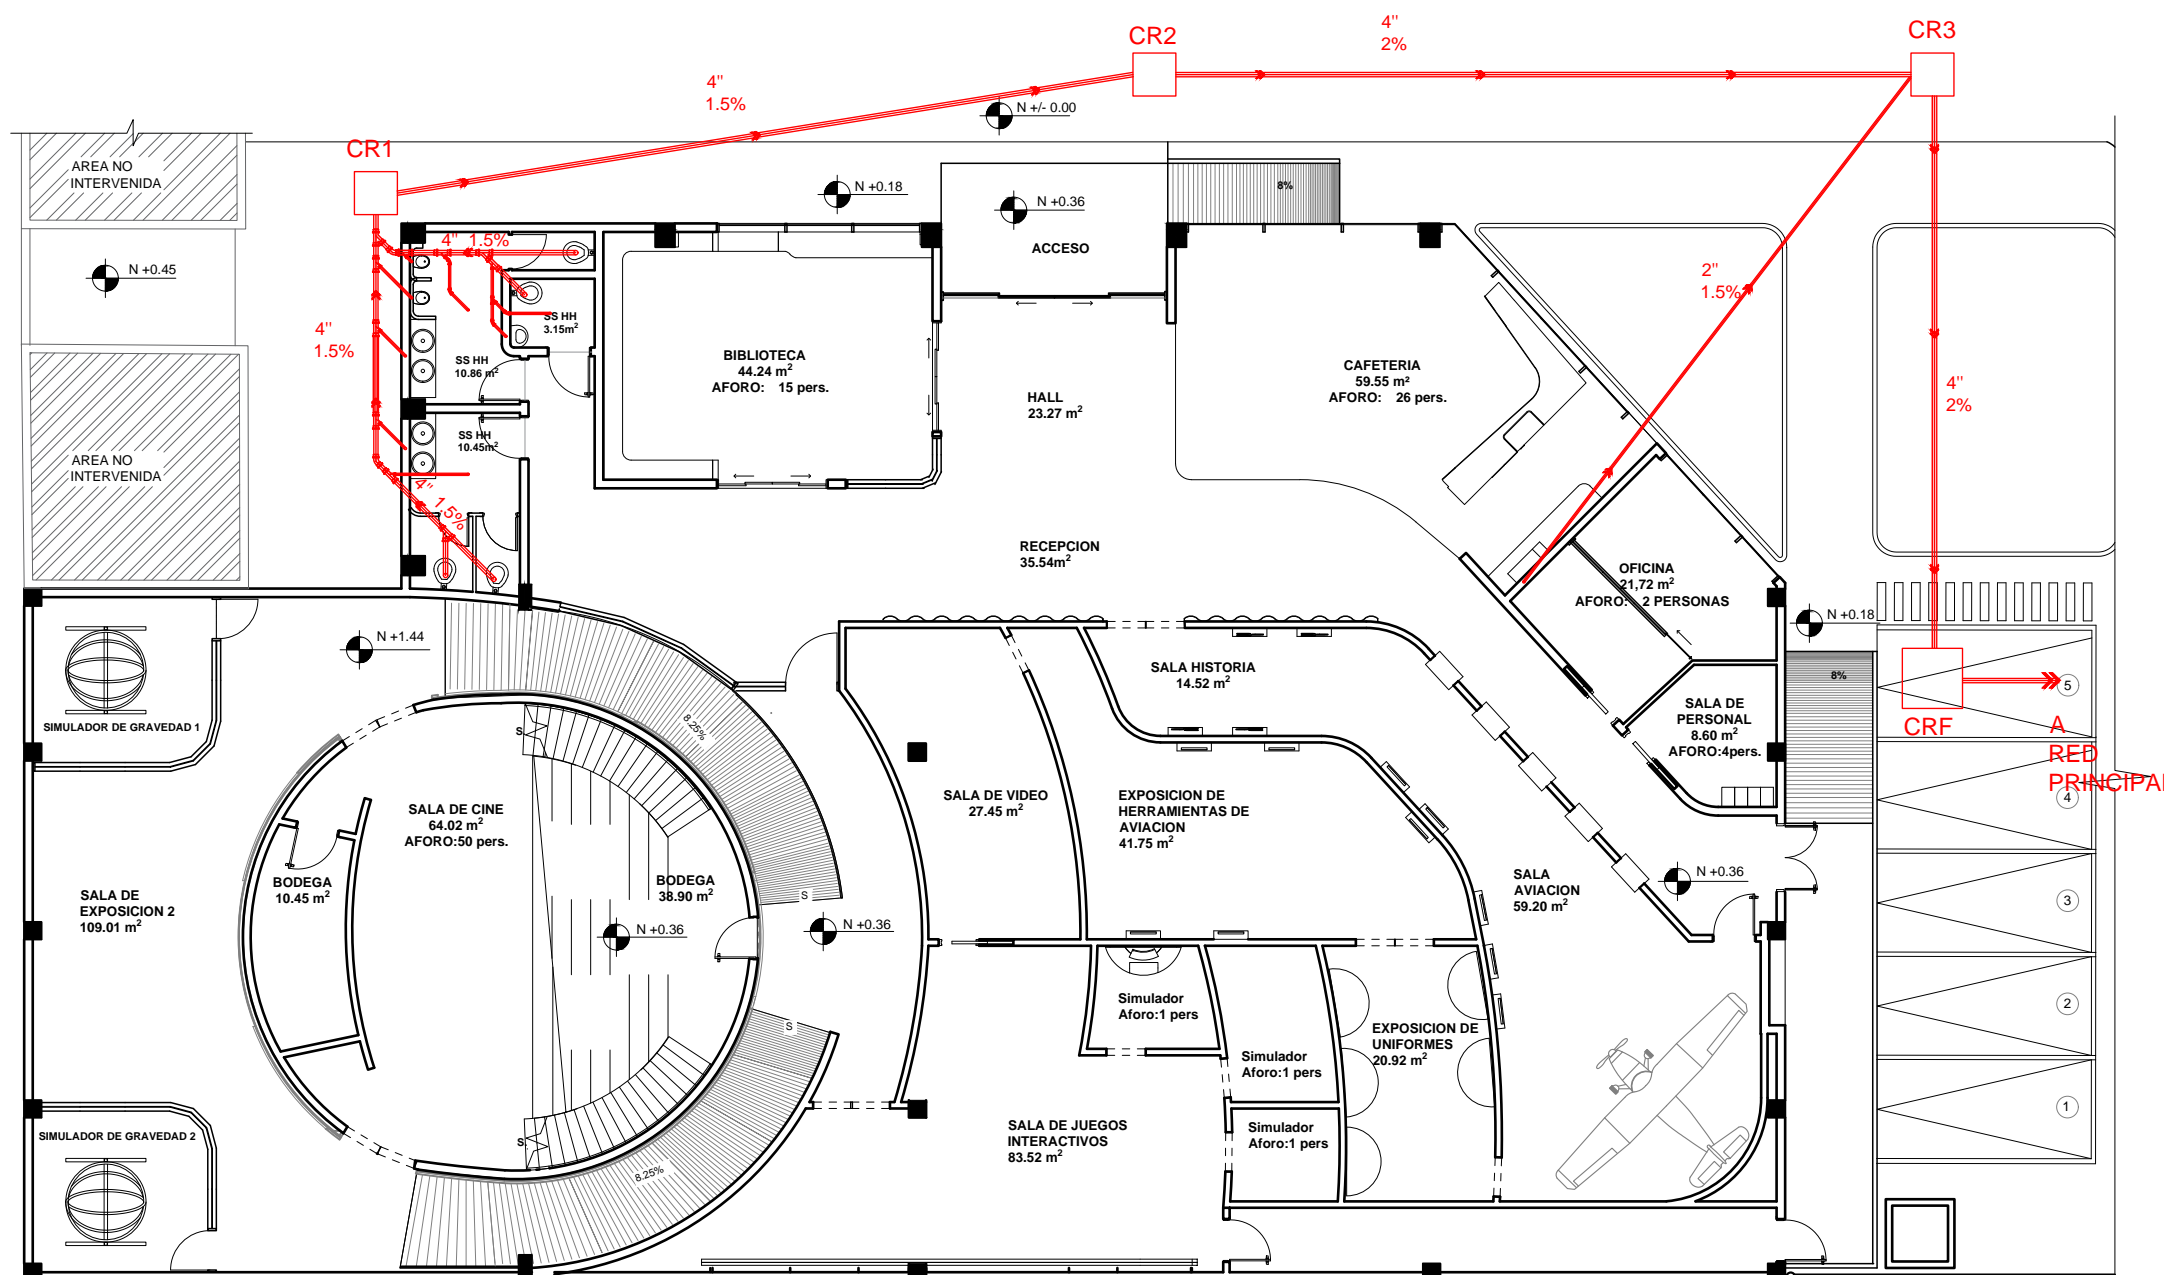 CR2
4"
2%
CR3
4"
1.5%
N +/- 0.00
CR1
AREA NO
INTERVENIDA
N +0.18
N +0.36
8%
ACCESO
4" 1.5%
N +0.45
2"
1.5%
SS HH
3.15m²
4"
1.5%
SS HH
10.86 m²
BIBLIOTECA
44.24 m²
AFORO: 15 pers.
HALL
23.27 m²
CAFETERIA
59.55 m²
AFORO: 26 pers.
4"
2%
SS HH
10.45m²
AREA NO
INTERVENIDA
4" 1.5%
RECEPCION
35.54m²
OFICINA
21,72 m²
AFORO: 2 PERSONAS
N +0.18
N +1.44
SALA HISTORIA
14.52 m²
8%
5
SIMULADOR DE GRAVEDAD 1
8.25%
S
SALA DE
PERSONAL
8.60 m²
AFORO:4pers.
CRF
A
RED
PRINCIPAL
SALA DE CINE
64.02 m²
AFORO:50 pers.
SALA DE VIDEO
27.45 m²
EXPOSICION DE
HERRAMIENTAS DE
AVIACION
41.75 m²
4
BODEGA
10.45 m²
BODEGA
38.90 m²
SALA
AVIACION
59.20 m²
N +0.36
SALA DE
EXPOSICION 2
109.01 m²
S
N +0.36
N +0.36
3
Simulador
Aforo:1 pers
2
S
EXPOSICION DE
UNIFORMES
20.92 m²
Simulador
Aforo:1 pers
1
SIMULADOR DE GRAVEDAD 2
S
SALA DE JUEGOS
INTERACTIVOS
83.52 m²
Simulador
Aforo:1 pers
8.25%